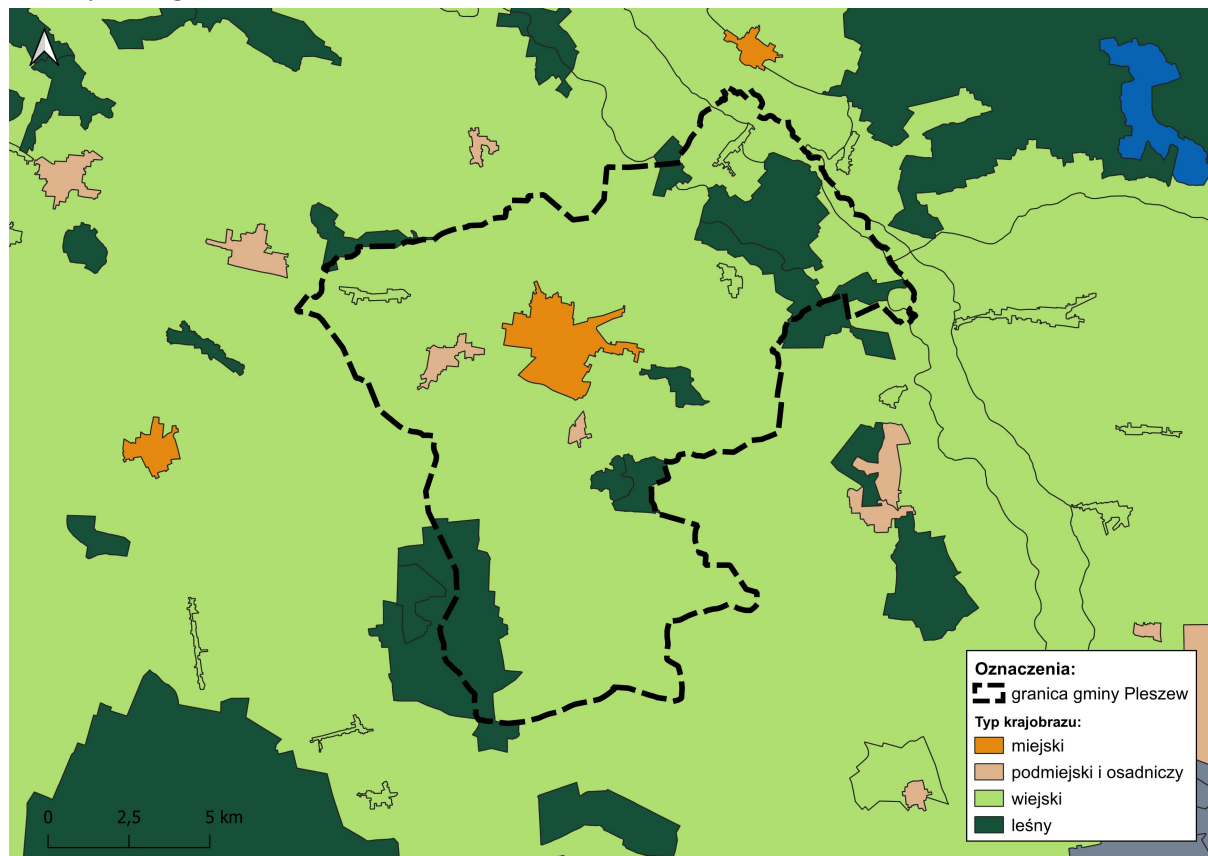 0 2,5 5 km
Oznaczenia:
granica gminy Pleszew
Typ krajobrazu:
miejski
podmiejski i osadniczy
wiejski
leśny